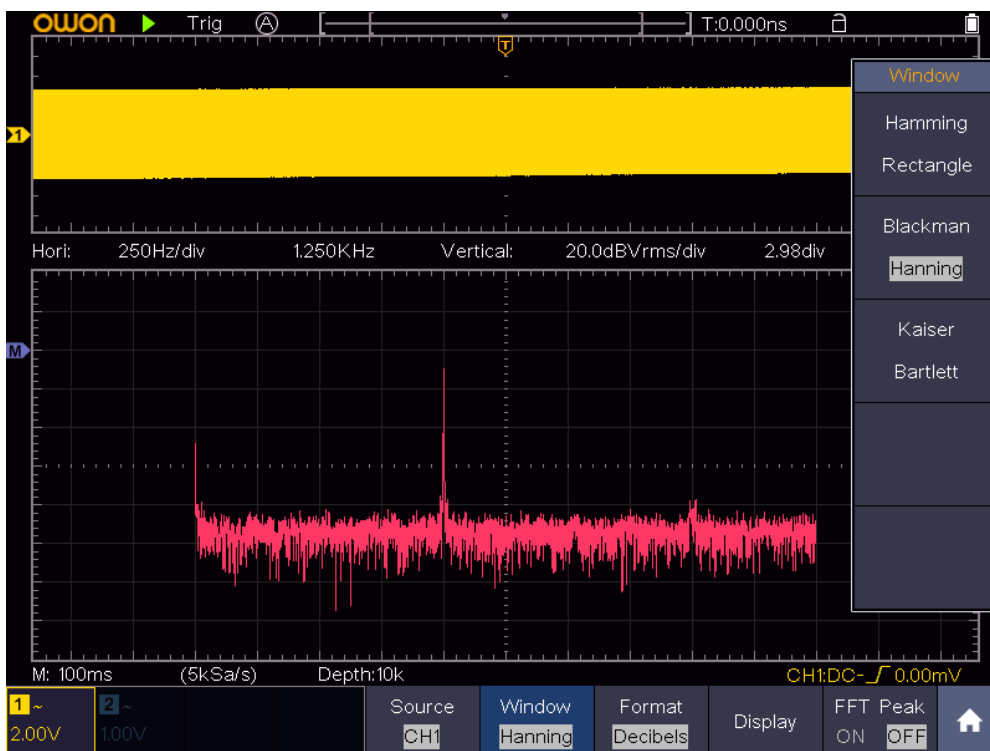 owon Trig A T:0.000ns
T
1
Hori: 250Hz/div 1.250KHz Vertical: 20.0dBVrms/div 2.98div
M
Window
Hamming
Rectangle
Blackman
Hanning
Kaiser
Bartlett
M: 100ms (5kSa/s) Depth:10k CH1:DC- 0.00mV
1 ~ 2.00V
2 ~ 1.00V
Source CH1
Window Hanning
Format Decibels
Display
FFT Peak
ON OFF